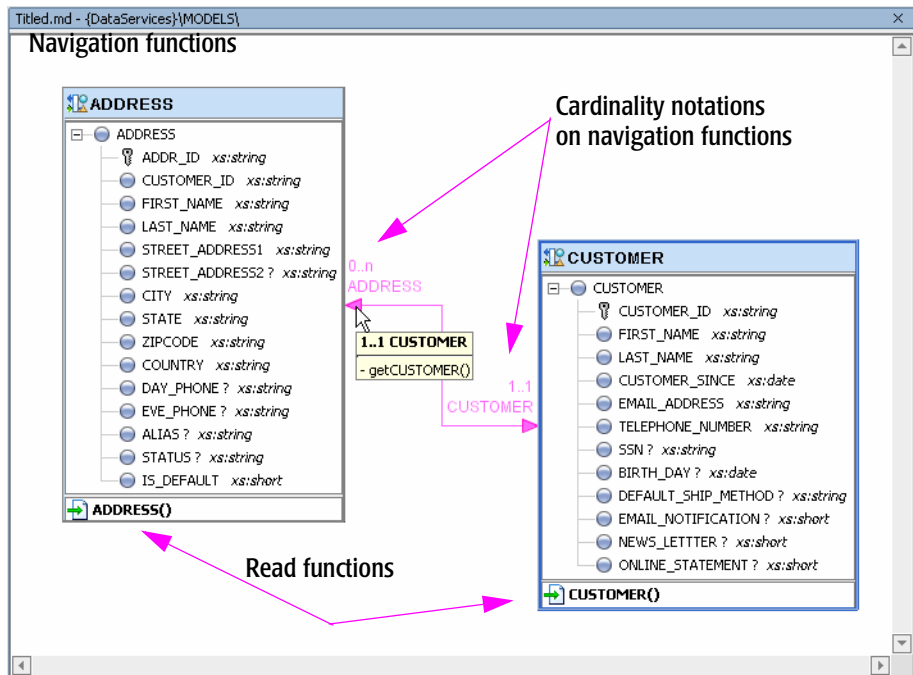 Titled.md - {DataServices}\MODELS\
Navigation functions
ADDRESS
ADDRESS
ADDR_ID xs:string
CUSTOMER_ID xs:string
FIRST_NAME xs:string
LAST_NAME xs:string
STREET_ADDRESS1 xs:string
STREET_ADDRESS2 ? xs:string
CITY xs:string
STATE xs:string
ZIPCODE xs:string
COUNTRY xs:string
DAY_PHONE ? xs:string
EVE_PHONE ? xs:string
ALIAS ? xs:string
STATUS ? xs:string
IS_DEFAULT xs:short
ADDRESS()
Cardinality notations
on navigation functions
0..n
ADDRESS
1..1 CUSTOMER
- getCUSTOMER()
1..1
CUSTOMER
CUSTOMER
CUSTOMER
CUSTOMER_ID xs:string
FIRST_NAME xs:string
LAST_NAME xs:string
CUSTOMER_SINCE xs:date
EMAIL_ADDRESS xs:string
TELEPHONE_NUMBER xs:string
SSN ? xs:string
BIRTH_DAY ? xs:date
DEFAULT_SHIP_METHOD ? xs:string
EMAIL_NOTIFICATION ? xs:short
NEWS_LETTTER ? xs:short
ONLINE_STATEMENT ? xs:short
CUSTOMER()
Read functions